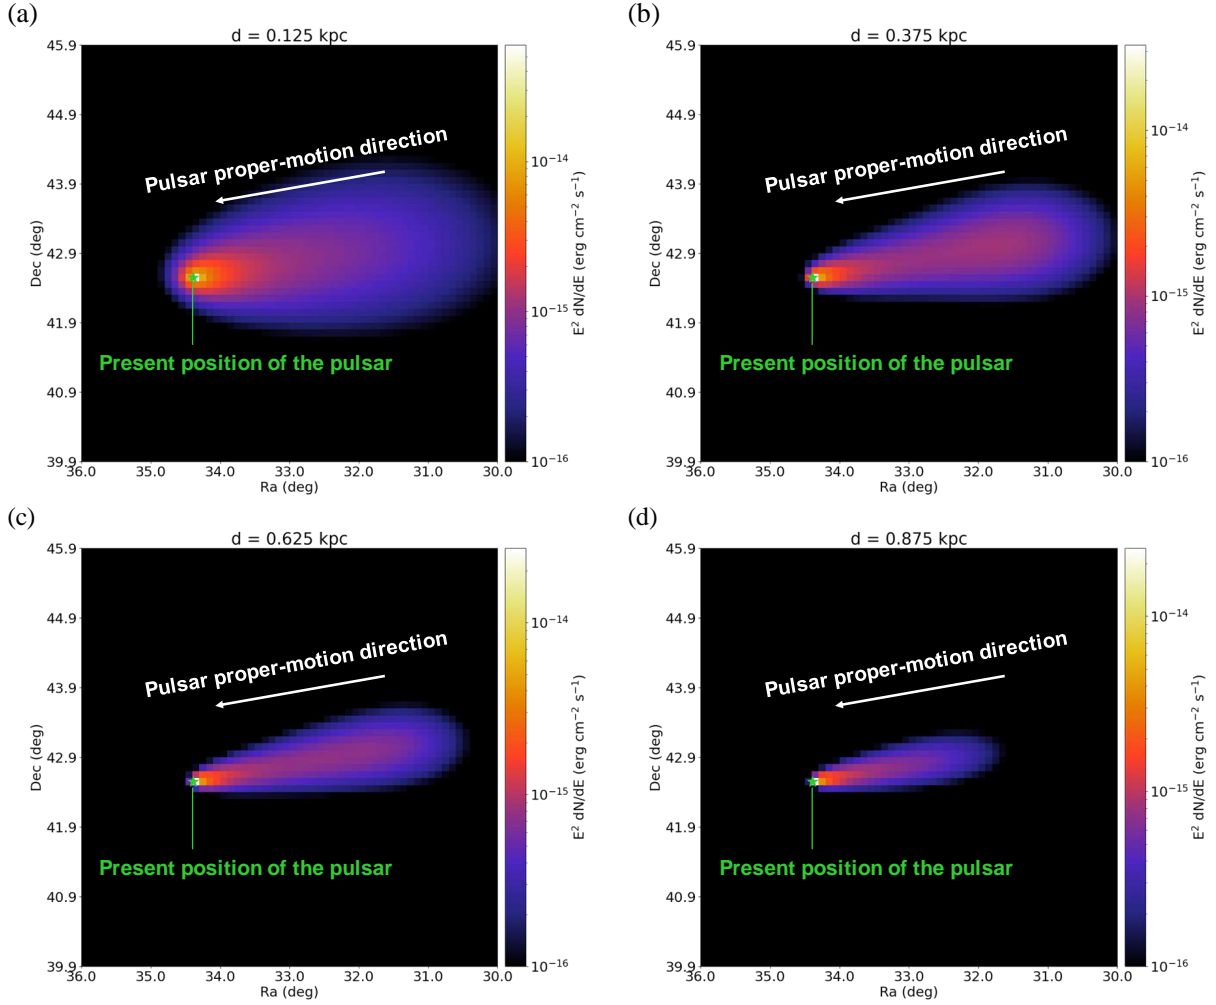 (a)
d = 0.125 kpc
45.9
44.9
43.9
42.9
41.9
40.9
39.9
Dec (deg)
Pulsar proper-motion direction
Present position of the pulsar
36.0 35.0 34.0 33.0 32.0 31.0 30.0
Ra (deg)
10⁻¹⁴
10⁻¹⁵
10⁻¹⁶
E² dN/dE (erg cm⁻² s⁻¹)
(b)
d = 0.375 kpc
45.9
44.9
43.9
42.9
41.9
40.9
39.9
Dec (deg)
Pulsar proper-motion direction
Present position of the pulsar
36.0 35.0 34.0 33.0 32.0 31.0 30.0
Ra (deg)
10⁻¹⁴
10⁻¹⁵
10⁻¹⁶
E² dN/dE (erg cm⁻² s⁻¹)
(c)
d = 0.625 kpc
45.9
44.9
43.9
42.9
41.9
40.9
39.9
Dec (deg)
Pulsar proper-motion direction
Present position of the pulsar
36.0 35.0 34.0 33.0 32.0 31.0 30.0
Ra (deg)
10⁻¹⁴
10⁻¹⁵
10⁻¹⁶
E² dN/dE (erg cm⁻² s⁻¹)
(d)
d = 0.875 kpc
45.9
44.9
43.9
42.9
41.9
40.9
39.9
Dec (deg)
Pulsar proper-motion direction
Present position of the pulsar
36.0 35.0 34.0 33.0 32.0 31.0 30.0
Ra (deg)
10⁻¹⁴
10⁻¹⁵
10⁻¹⁶
E² dN/dE (erg cm⁻² s⁻¹)